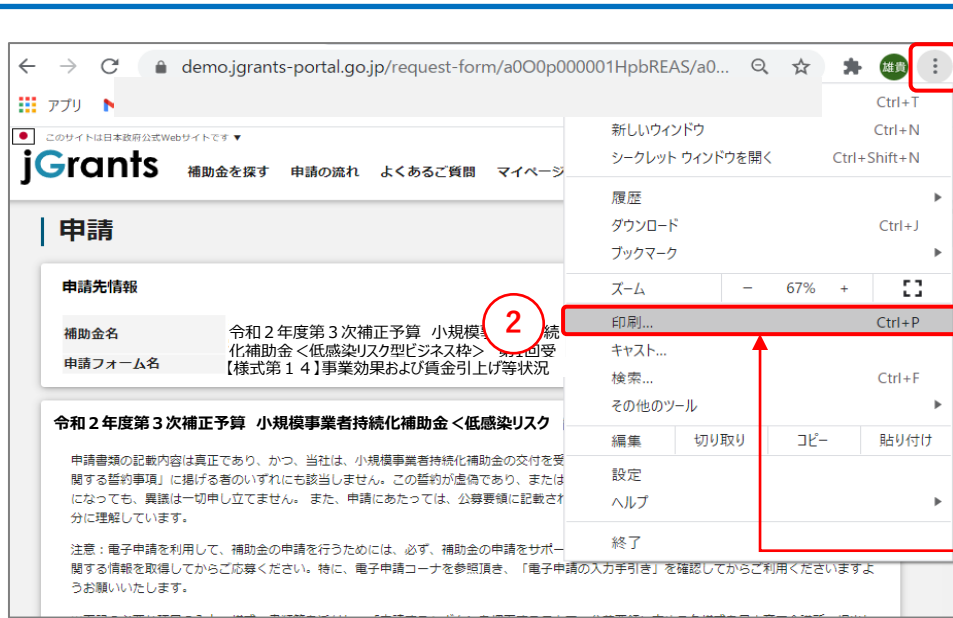 demo.jgrants-portal.go.jp/request-form/a0O0p000001HpbREAS/a0...
雄貴
アプリ
Ctrl+T
新しいウィンドウ Ctrl+N
シークレット ウィンドウを開く Ctrl+Shift+N
履歴
ダウンロード Ctrl+J
ブックマーク
ズーム - 67% +
印刷... Ctrl+P
キャスト...
検索... Ctrl+F
その他のツール
編集 切り取り コピー 貼り付け
設定
ヘルプ
終了
このサイトは日本政府公式Webサイトです ▼
jGrants 補助金を探す 申請の流れ よくあるご質問 マイページ
申請
申請先情報
補助金名 令和2年度第3次補正予算 小規模 続
2
化補助金<低感染リスク型ビジネス枠> 第1回受
申請フォーム名 【様式第14】事業効果および賃金引上げ等状況
令和2年度第3次補正予算 小規模事業者持続化補助金<低感染リスク
申請書類の記載内容は真正であり、かつ、当社は、小規模事業者持続化補助金の交付を受
関する誓約事項」に掲げる者のいずれにも該当しません。この誓約が虚偽であり、または
になっても、異議は一切申し立てません。 また、申請にあたっては、公募要領に記載され
分に理解しています。
注意：電子申請を利用して、補助金の申請を行うためには、必ず、補助金の申請をサポー
関する情報を取得してからご応募ください。特に、電子申請コーナを参照頂き、「電子申請の入力手引き」を確認してからご利用くださいますよ
うお願いいたします。